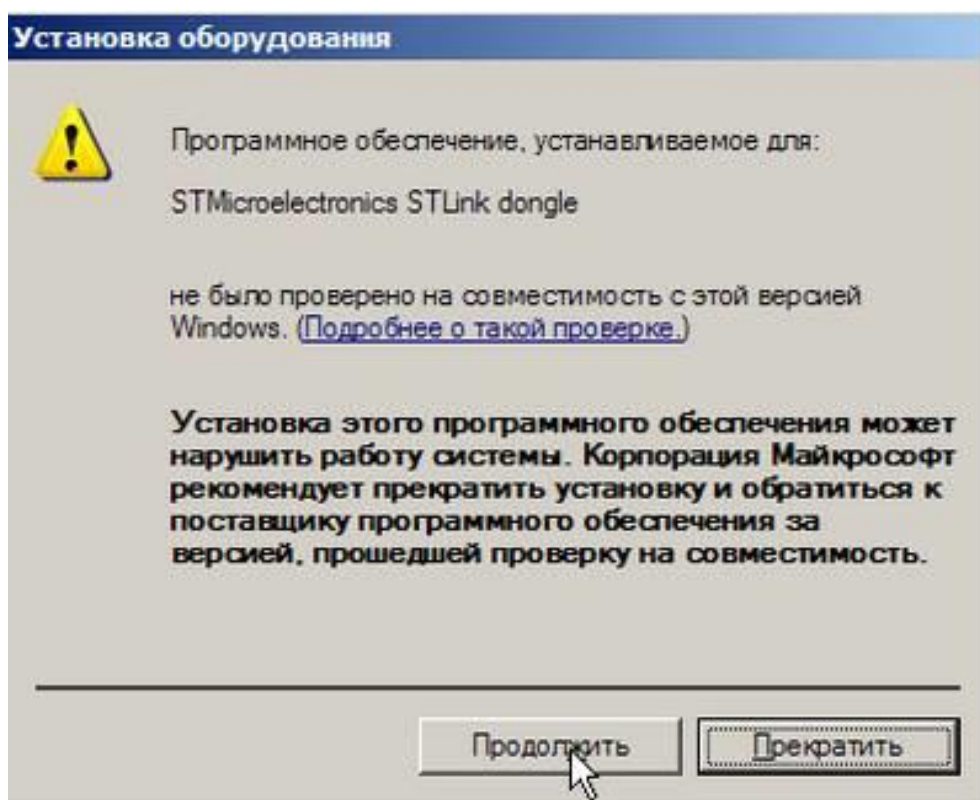 Установка оборудования
Программное обеспечение, устанавливаемое для:
STMicroelectronics STLink dongle
не было проверено на совместимость с этой версией
Windows. (Подробнее о такой проверке.)
Установка этого программного обеспечения может
нарушить работу системы. Корпорация Майкрософт
рекомендует прекратить установку и обратиться к
поставщику программного обеспечения за
версией, прошедшей проверку на совместимость.
Продолжить Прекратить